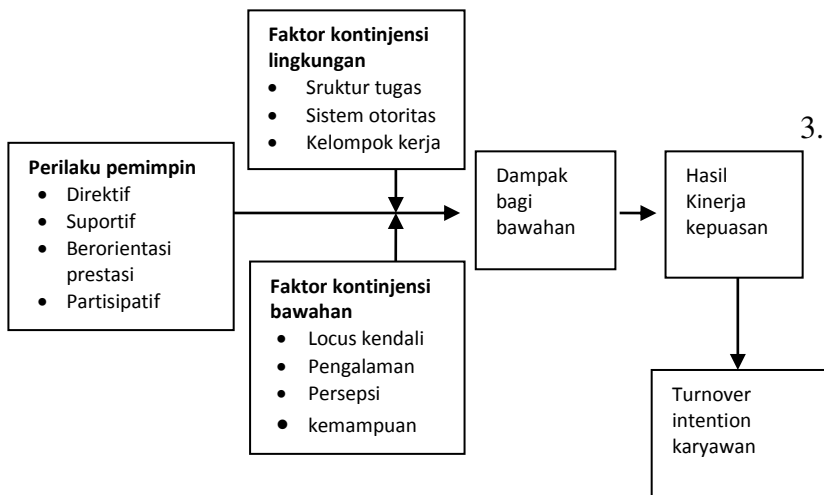 Faktor kontinjensi
lingkungan
• Sruktur tugas
• Sistem otoritas
• Kelompok kerja
3.
Perilaku pemimpin
• Direktif
• Suportif
• Berorientasi
prestasi
• Partisipatif
Dampak
bagi
bawahan
Hasil
Kinerja
kepuasan
Faktor kontinjensi
bawahan
• Locus kendali
• Pengalaman
• Persepsi
• kemampuan
Turnover
intention
karyawan